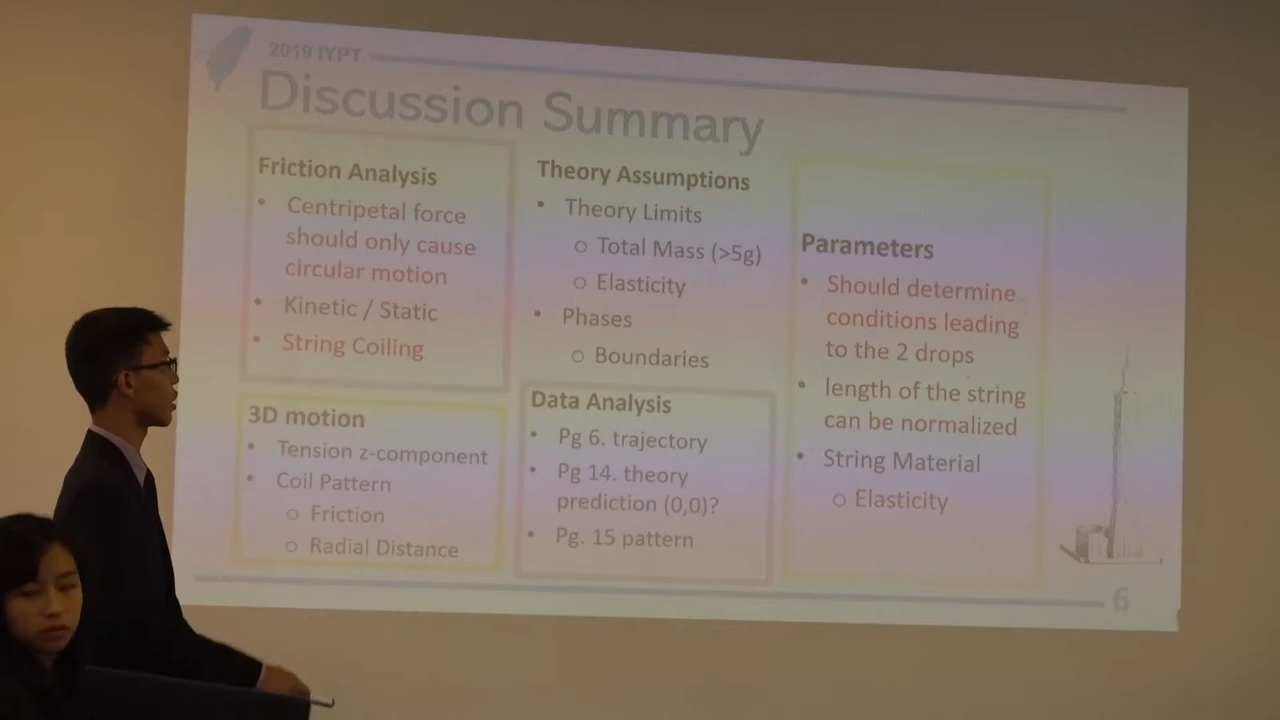 2019 IYPT
Discussion Summary
Friction Analysis
• Centripetal force
should only cause
circular motion
• Kinetic / Static
• String Coiling
3D motion
• Tension z-component
• Coil Pattern
o Friction
o Radial Distance
Theory Assumptions
• Theory Limits
o Total Mass (>5g)
o Elasticity
• Phases
o Boundaries
Data Analysis
• Pg 6. trajectory
• Pg 14. theory
prediction (0,0)?
• Pg. 15 pattern
Parameters
• Should determine
conditions leading
to the 2 drops
• length of the string
can be normalized
• String Material
o Elasticity
6